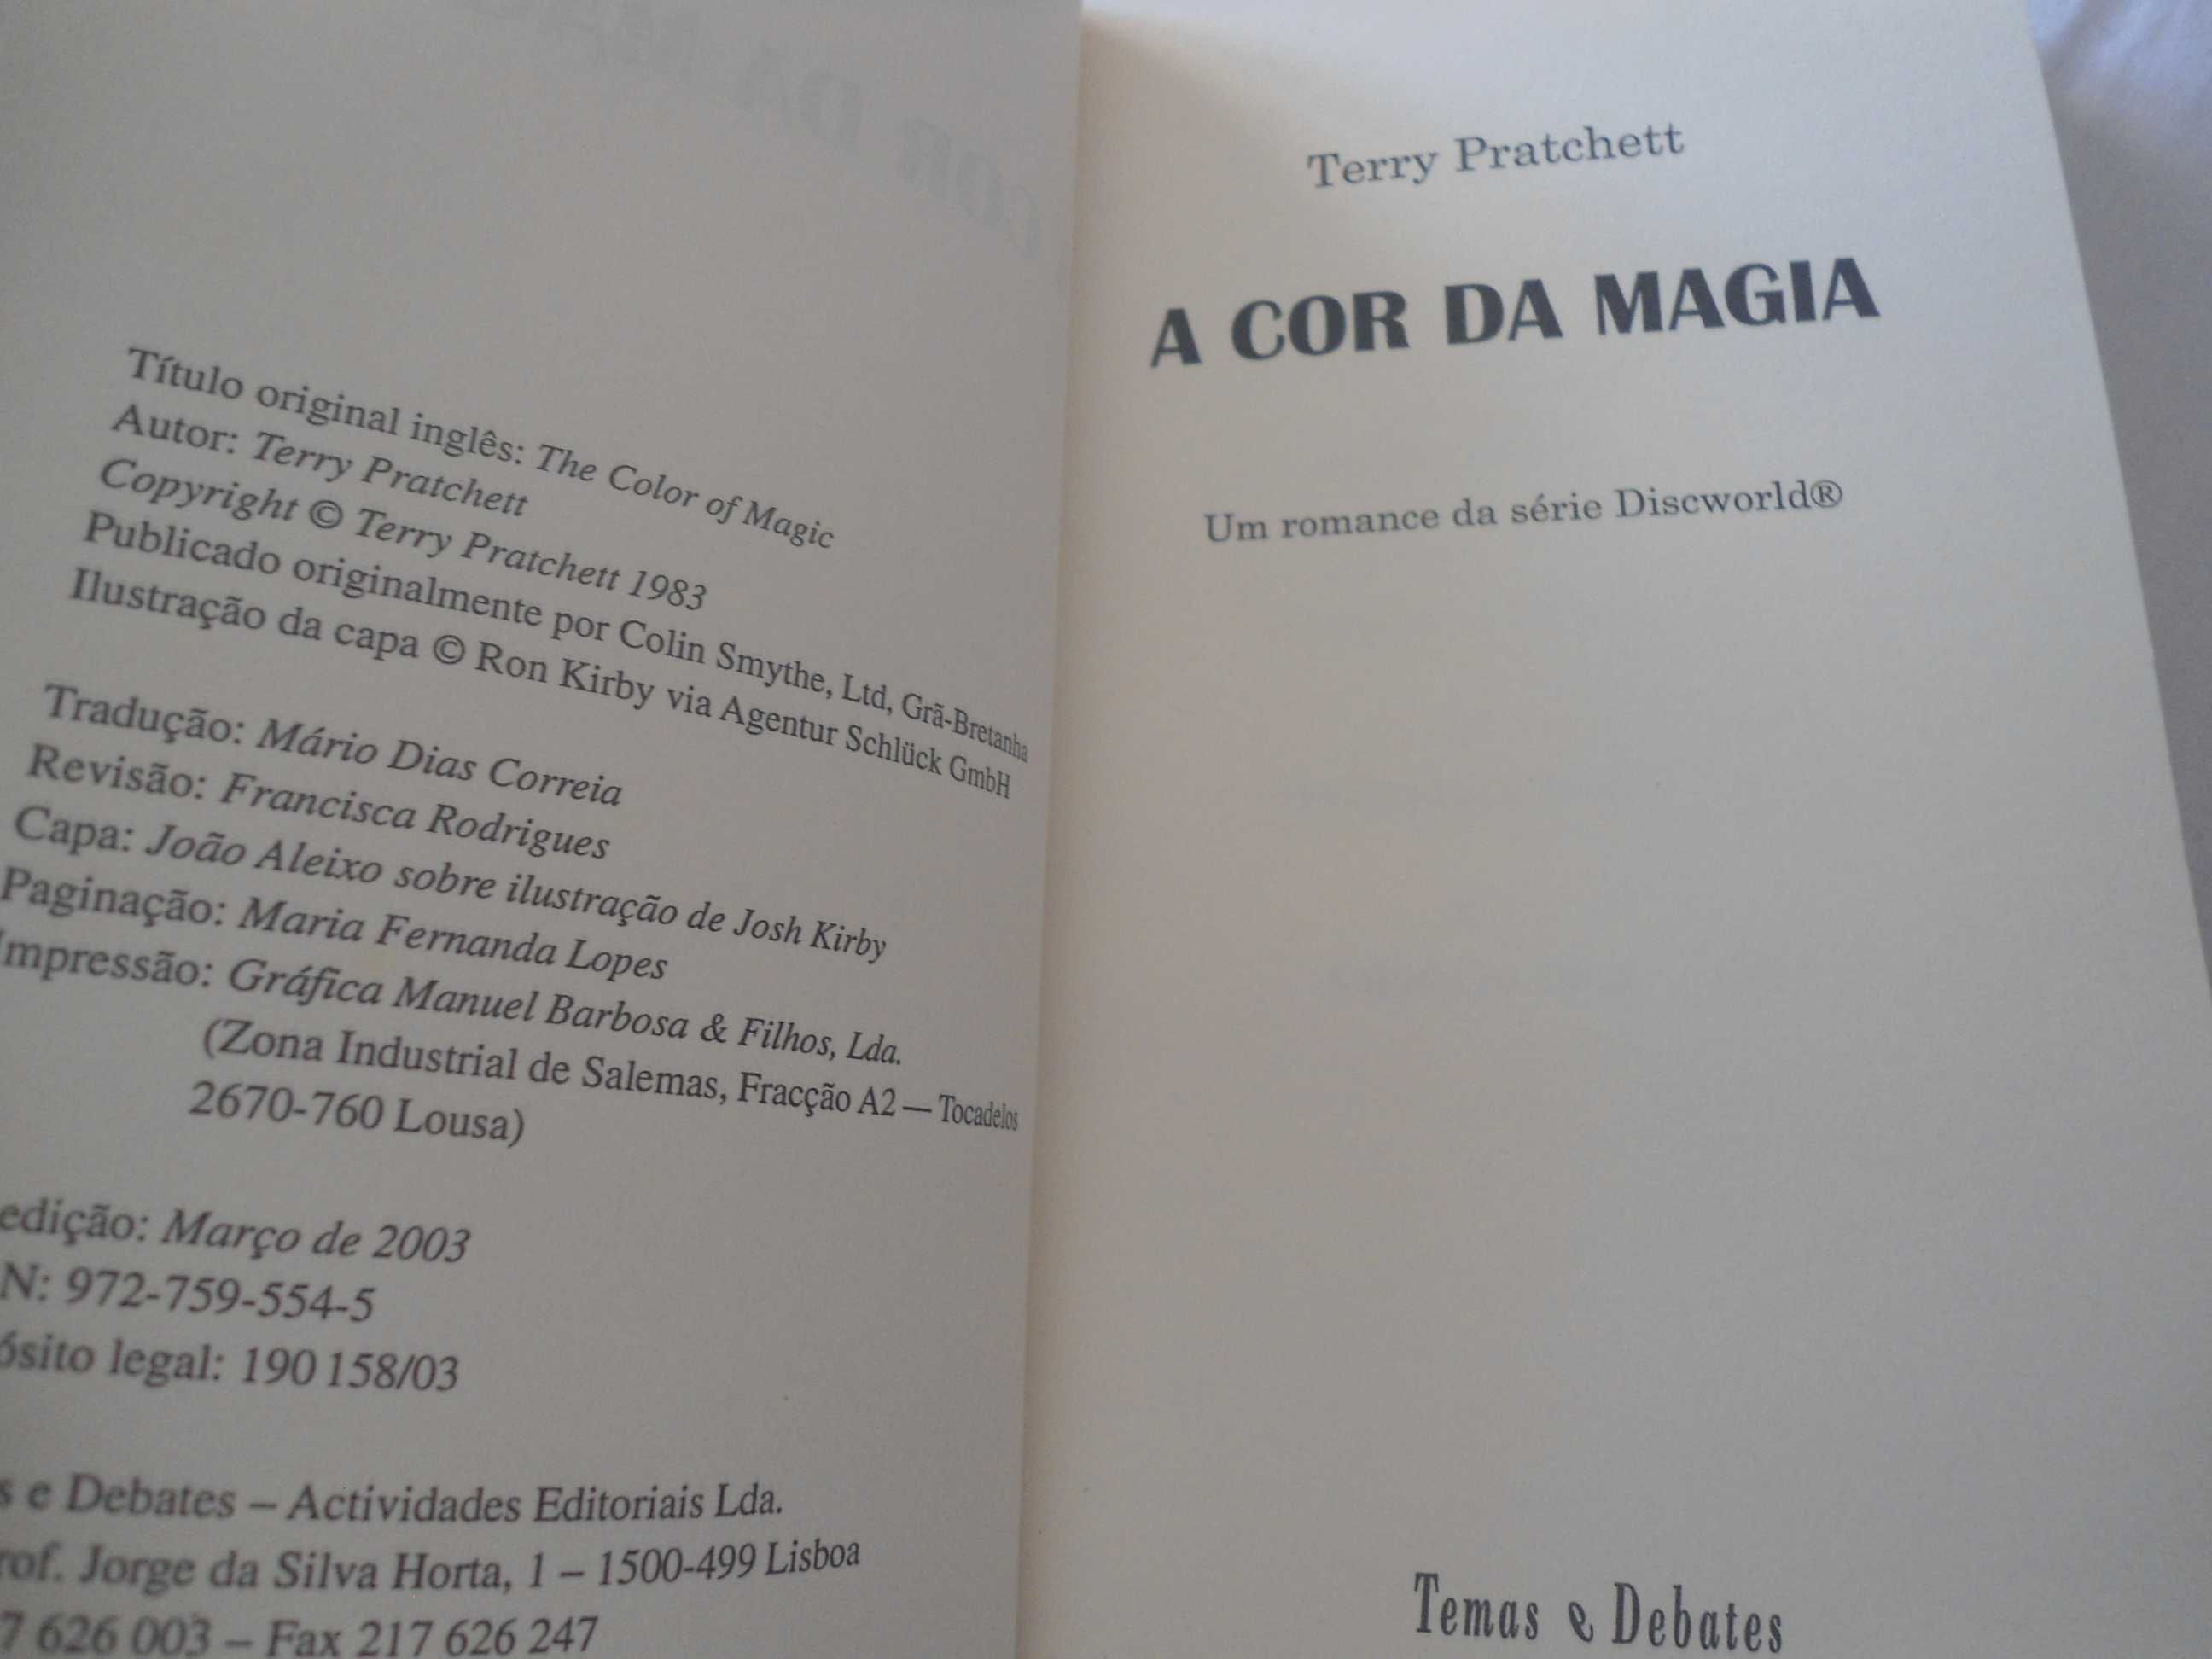 Título original inglês: The Color of Magic
Autor: Terry Pratchett
Copyright © Terry Pratchett 1983
Publicado originalmente por Colin Smythe, Ltd, Grã-Bretanha
Ilustração da capa © Ron Kirby via Agentur Schlück GmbH
Tradução: Mário Dias Correia
Revisão: Francisca Rodrigues
Capa: João Aleixo sobre ilustração de Josh Kirby
Paginação: Maria Fernanda Lopes
Impressão: Gráfica Manuel Barbosa & Filhos, Lda.
(Zona Industrial de Salemas, Fracção A2 — Tocadelos
2670-760 Lousa)
edição: Março de 2003
N: 972-759-554-5
ósito legal: 190 158/03
s e Debates – Actividades Editoriais Lda.
rof. Jorge da Silva Horta, 1 – 1500-499 Lisboa
7 626 003 – Fax 217 626 247
Terry Pratchett
A COR DA MAGIA
Um romance da série Discworld®
Temas e Debates